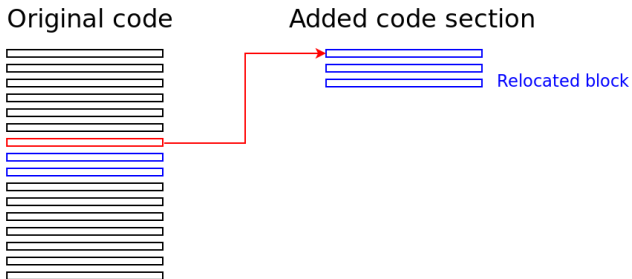 Original code
Added code section
Relocated block